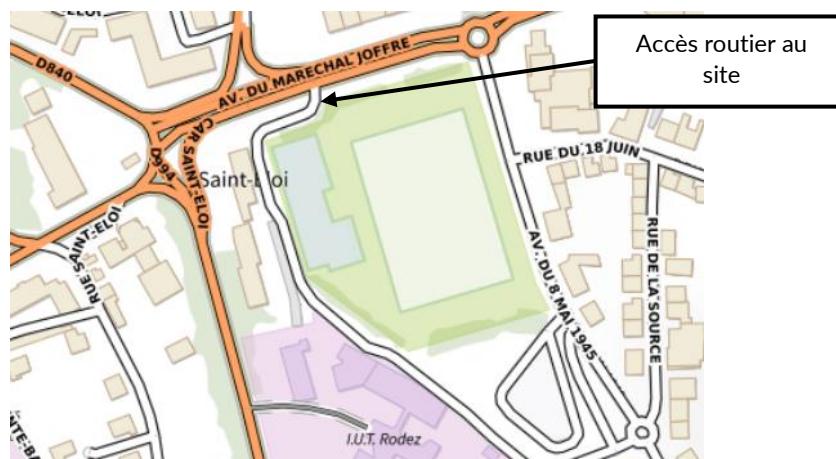 Accès routier au
site
D840
AV. DU MARECHAL JOFFRE
CAR. SAINT-ELOI
D994
Saint-Eloi
RUE SAINT-ELOI
RUE DU 18 JUIN
AV. DU 8 MAI 1945
RUE DE LA SOURCE
I.U.T. Rodez